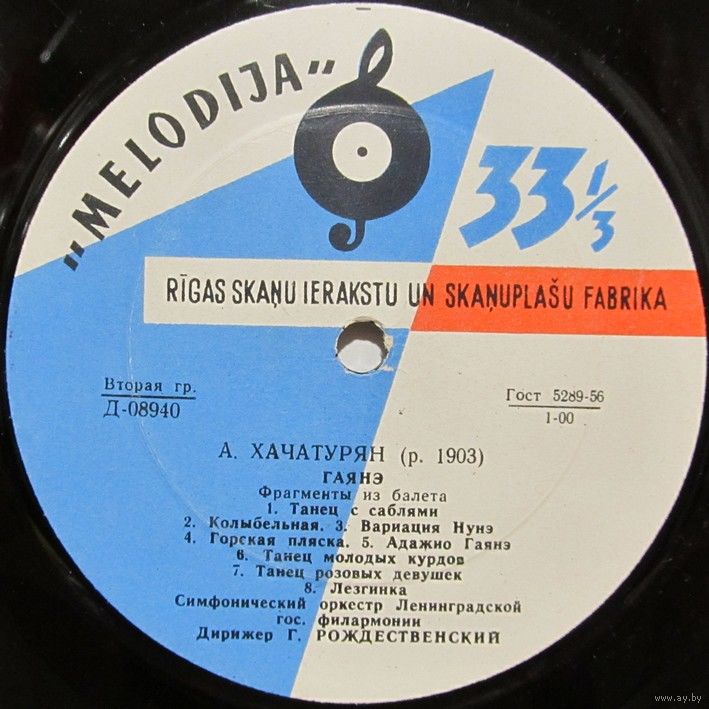 „MELODIJA”
33 1/3
RĪGAS SKAŅU IERAKSTU UN SKAŅUPLAŠU FABRIKA
Вторая гр.
Д-08940
Гост 5289-56
1-00
А. ХАЧАТУРЯН (р. 1903)
ГАЯНЭ
Фрагменты из балета
1. Танец с саблями
2. Колыбельная. 3. Вариация Нунэ
4. Горская пляска. 5. Адажио Гаянэ
6. Танец молодых курдов
7. Танец розовых девушек
8. Лезгинка
Симфонический оркестр Ленинградской
гос. филармонии
Дирижер Г. РОЖДЕСТВЕНСКИЙ
www.ay.by